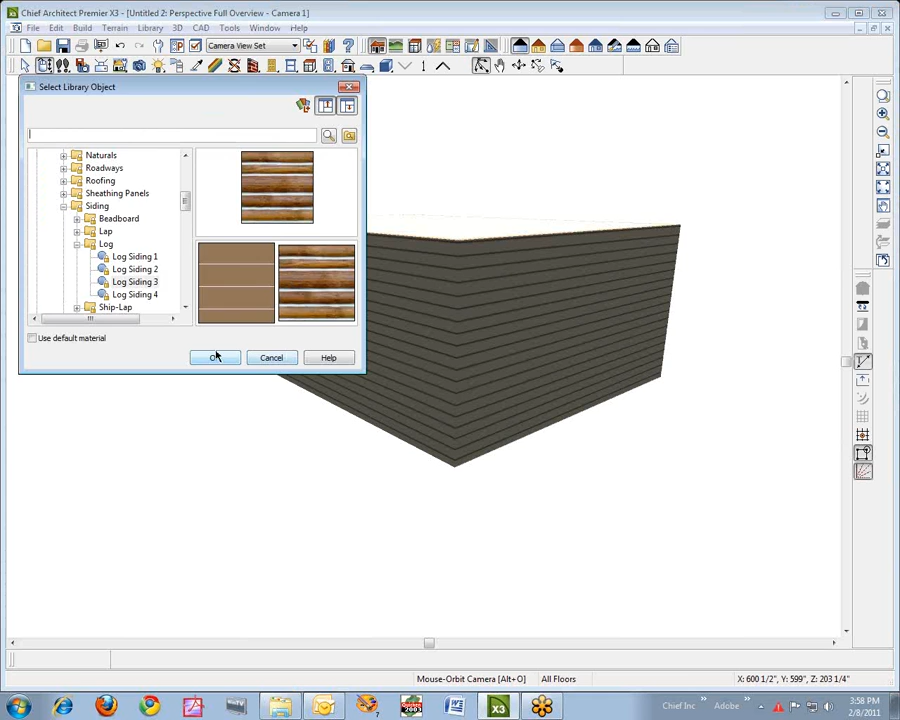 Chief Architect Premier X3 - [Untitled 2: Perspective Full Overview - Camera 1]
File Edit Build Terrain Library 3D CAD Tools Window Help
Camera View Set
Select Library Object
Naturals
Roadways
Roofing
Sheathing Panels
Siding
Beadboard
Lap
Log
Log Siding 1
Log Siding 2
Log Siding 3
Log Siding 4
Ship-Lap
Use default material
Cancel
Help
Mouse-Orbit Camera [Alt+O] All Floors X: 600 1/2", Y: 599", Z: 203 1/4"
Chief Inc » Adobe » 3:58 PM
2/8/2011